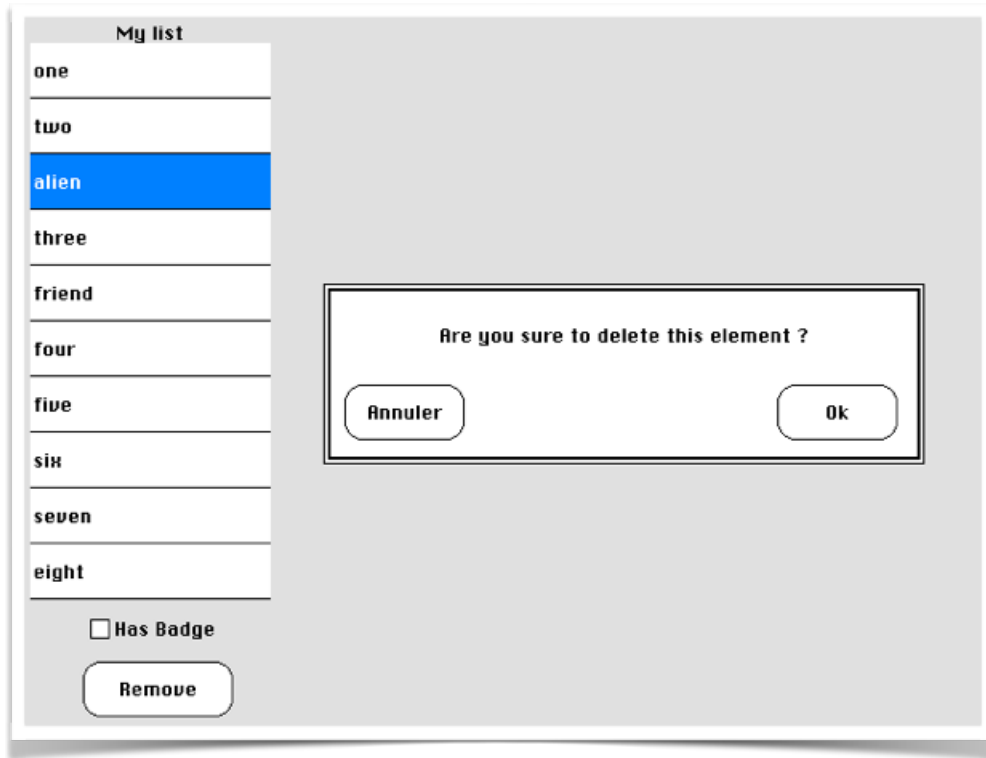 My list
one
two
alien
three
friend
four
five
six
seven
eight
Has Badge
Remove
Are you sure to delete this element ?
Annuler
Ok